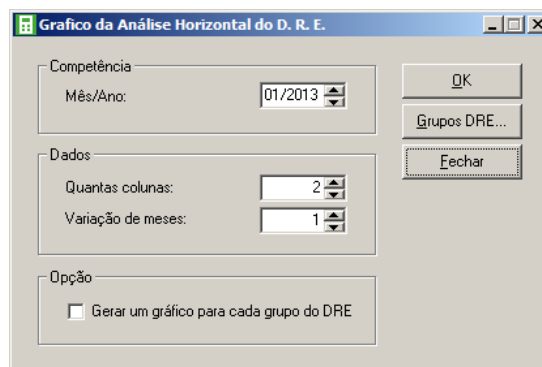 Grafico da Análise Horizontal do D. R. E.
Competência
Mês/Ano: 01/2013
OK
Grupos DRE...
Fechar
Dados
Quantas colunas: 2
Variação de meses: 1
Opção
Gerar um gráfico para cada grupo do DRE